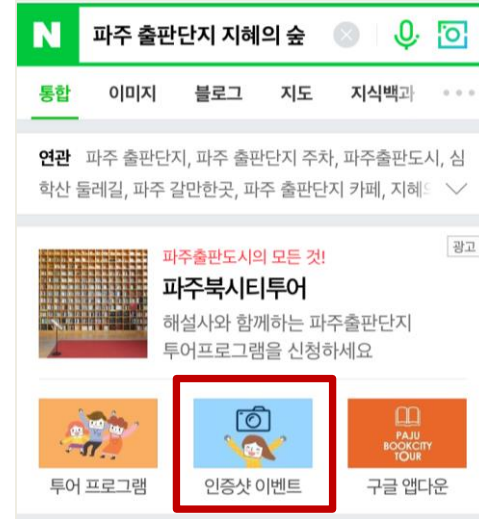 N 파주 출판단지 지혜의 숲
통합 이미지 블로그 지도 지식백과
연관 파주 출판단지, 파주 출판단지 주차, 파주출판도시, 심
학산 둘레길, 파주 갈만한곳, 파주 출판단지 카페, 지혜의
광고
파주출판도시의 모든 것!
파주북시티투어
해설사와 함께하는 파주출판단지
투어프로그램을 신청하세요
PAJU
BOOKCITY
TOUR
투어 프로그램 인증샷 이벤트 구글 앱다운